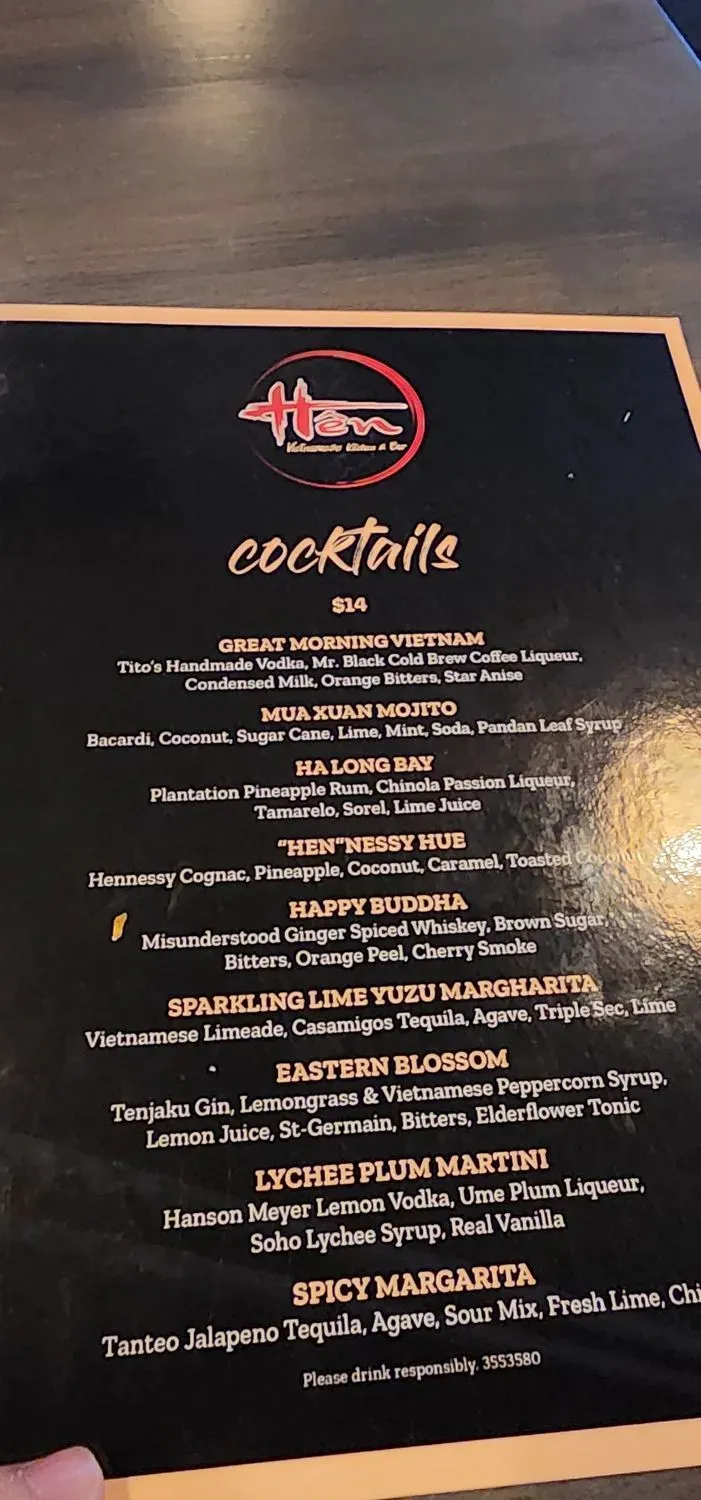 Hên
Vietnamese Kitchen & Bar
cocktails
$14
GREAT MORNING VIETNAM
Tito's Handmade Vodka, Mr. Black Cold Brew Coffee Liqueur,
Condensed Milk, Orange Bitters, Star Anise
MUA XUAN MOJITO
Bacardi, Coconut, Sugar Cane, Lime, Mint, Soda, Pandan Leaf Syrup
HA LONG BAY
Plantation Pineapple Rum, Chinola Passion Liqueur,
Tamarelo, Sorel, Lime Juice
"HEN"NESSY HUE
Hennessy Cognac, Pineapple, Coconut, Caramel, Toasted Coconut
HAPPY BUDDHA
Misunderstood Ginger Spiced Whiskey, Brown Sugar,
Bitters, Orange Peel, Cherry Smoke
SPARKLING LIME YUZU MARGHARITA
Vietnamese Limeade, Casamigos Tequila, Agave, Triple Sec, Lime
EASTERN BLOSSOM
Tenjaku Gin, Lemongrass & Vietnamese Peppercorn Syrup,
Lemon Juice, St-Germain, Bitters, Elderflower Tonic
LYCHEE PLUM MARTINI
Hanson Meyer Lemon Vodka, Ume Plum Liqueur,
Soho Lychee Syrup, Real Vanilla
SPICY MARGARITA
Tanteo Jalapeno Tequila, Agave, Sour Mix, Fresh Lime,
Please drink responsibly. 3553580